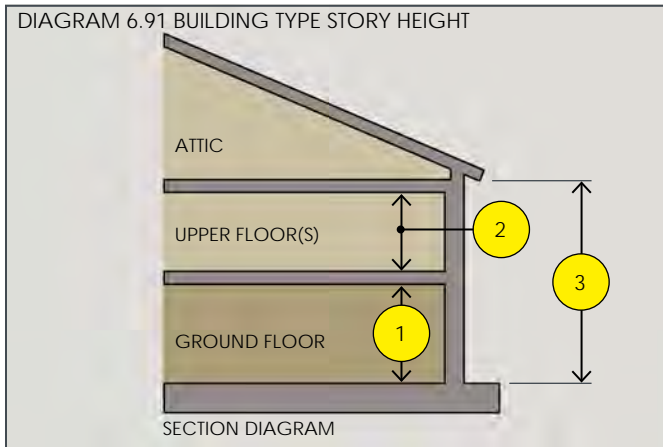 DIAGRAM 6.91 BUILDING TYPE STORY HEIGHT
ATTIC
UPPER FLOOR(S)
2
3
GROUND FLOOR
1
SECTION DIAGRAM